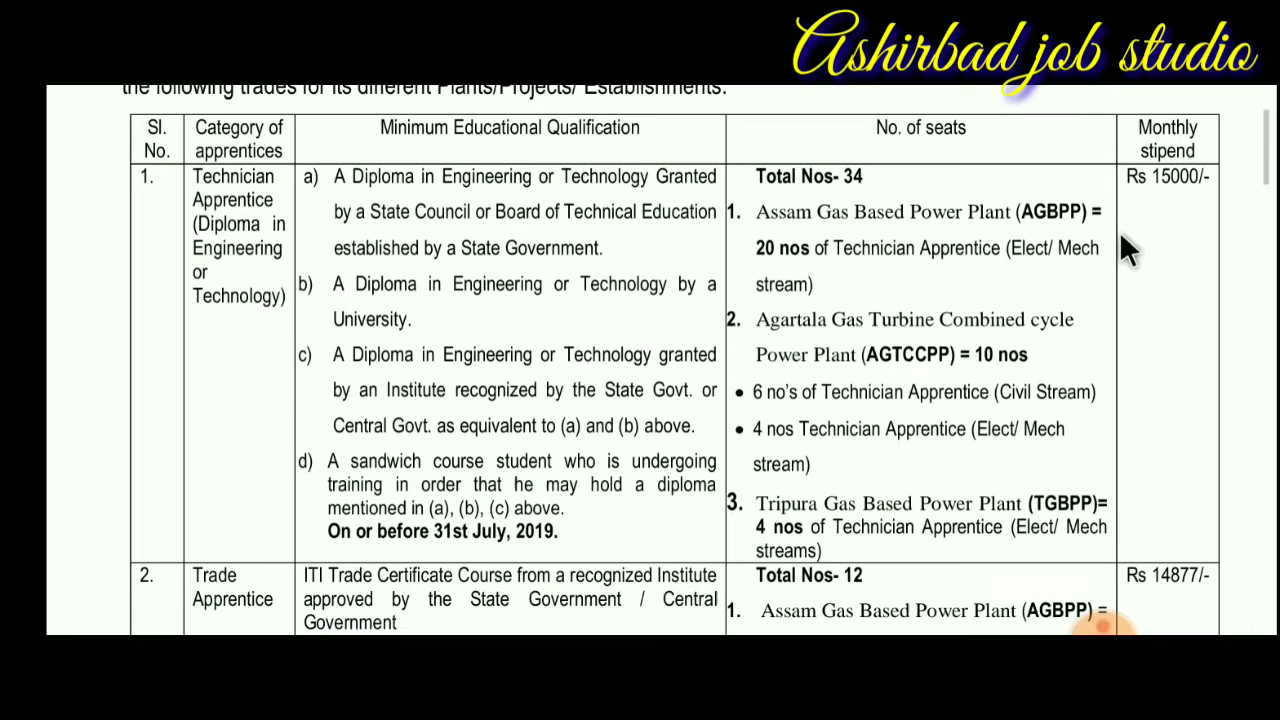 Ashirbad job studio
the following trades for its different Plants/Projects/ Establishments:
Sl. No.
Category of apprentices
Minimum Educational Qualification
No. of seats
Monthly stipend
1.
Technician
Apprentice
(Diploma in
Engineering
or
Technology)
a) A Diploma in Engineering or Technology Granted
by a State Council or Board of Technical Education
established by a State Government.
b) A Diploma in Engineering or Technology by a
University.
c) A Diploma in Engineering or Technology granted
by an Institute recognized by the State Govt. or
Central Govt. as equivalent to (a) and (b) above.
d) A sandwich course student who is undergoing
training in order that he may hold a diploma
mentioned in (a), (b), (c) above.
On or before 31st July, 2019.
Total Nos- 34
1. Assam Gas Based Power Plant (AGBPP) =
20 nos of Technician Apprentice (Elect/ Mech
stream)
2. Agartala Gas Turbine Combined cycle
Power Plant (AGTCCPP) = 10 nos
• 6 no's of Technician Apprentice (Civil Stream)
• 4 nos Technician Apprentice (Elect/ Mech
stream)
3. Tripura Gas Based Power Plant (TGBPP)=
4 nos of Technician Apprentice (Elect/ Mech
streams)
Rs 15000/-
2.
Trade
Apprentice
ITI Trade Certificate Course from a recognized Institute
approved by the State Government / Central
Government
Total Nos- 12
1. Assam Gas Based Power Plant (AGBPP) =
Rs 14877/-